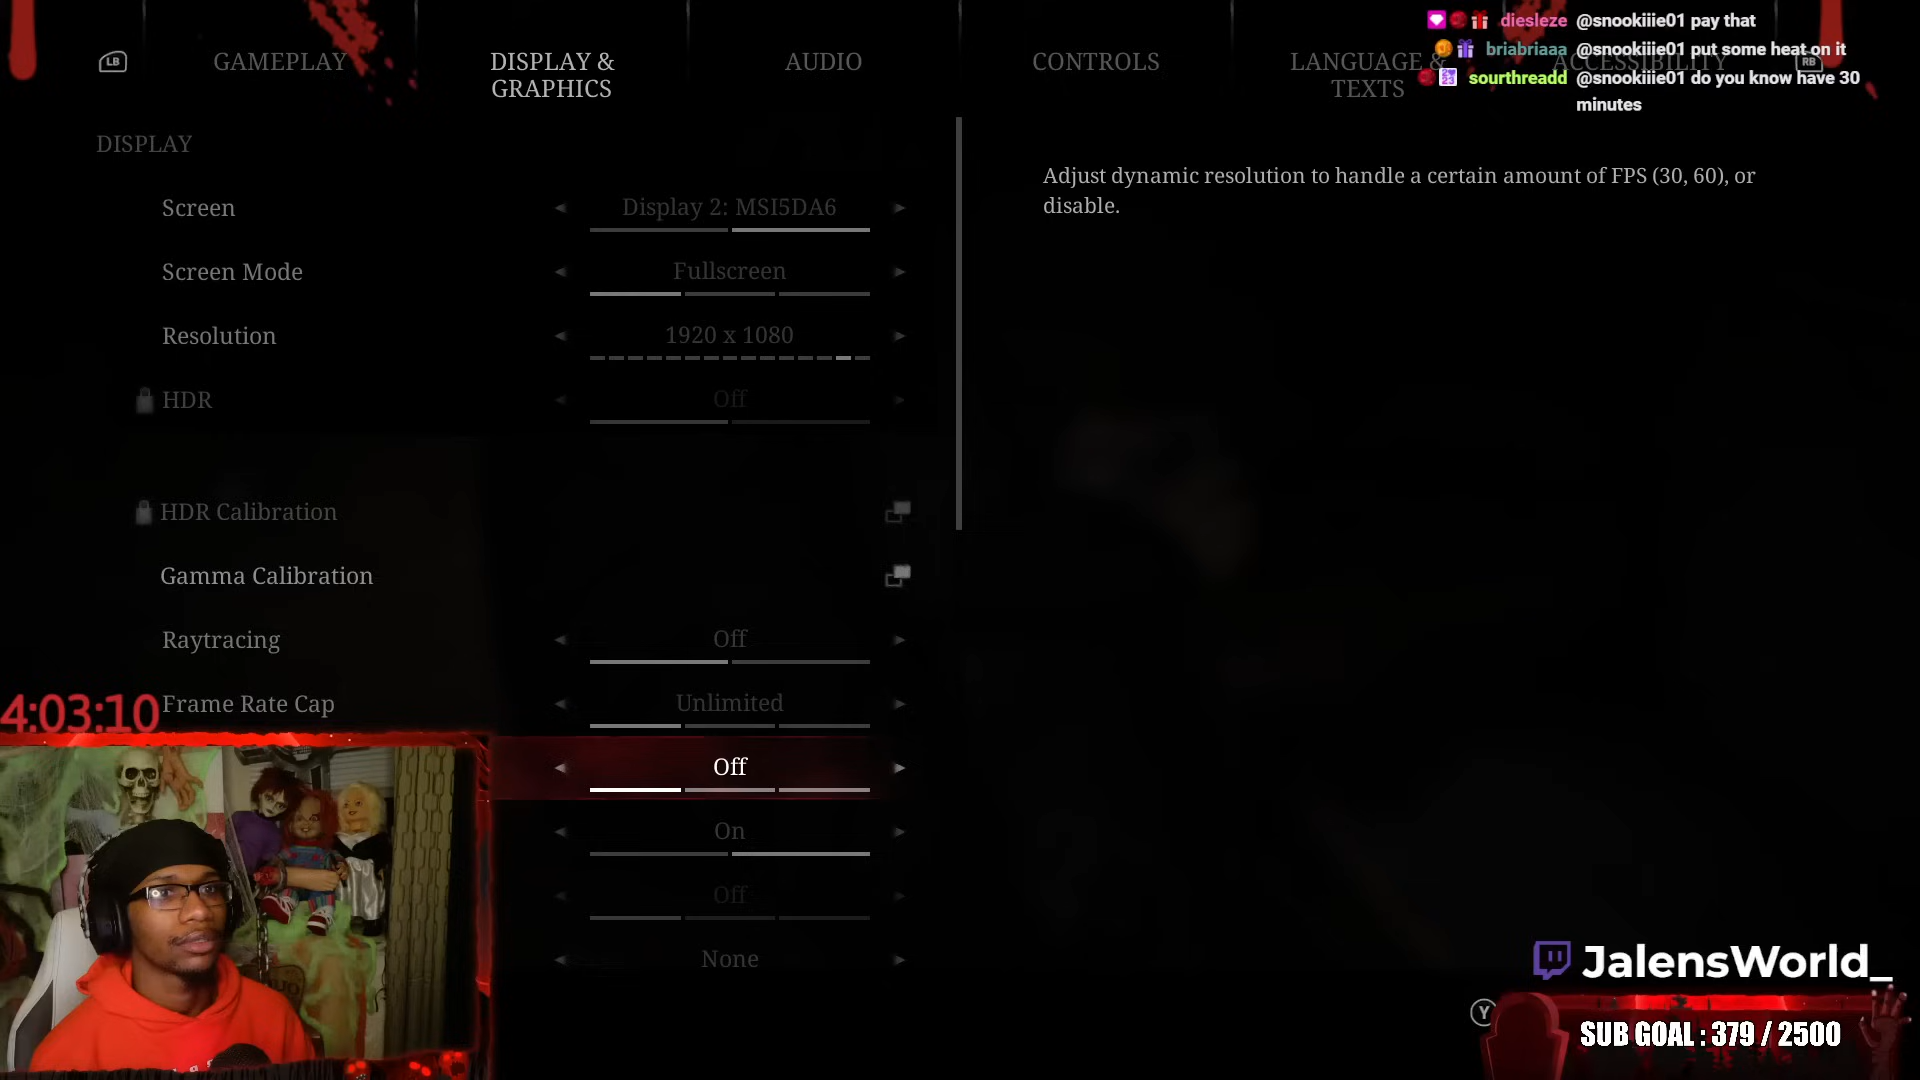 LB
GAMEPLAY
DISPLAY &
GRAPHICS
AUDIO
CONTROLS
LANGUAGE &
TEXTS
ACCESSIBILITY
RB
diesleze @snookiiie01 pay that
briabriaaa @snookiiie01 put some heat on it
sourthreadd @snookiiie01 do you know have 30
minutes
DISPLAY
Screen
Display 2: MSI5DA6
Screen Mode
Fullscreen
Resolution
1920 x 1080
HDR
Off
HDR Calibration
Gamma Calibration
Raytracing
Off
Frame Rate Cap
Unlimited
Off
On
Off
None
Adjust dynamic resolution to handle a certain amount of FPS (30, 60), or
disable.
4:03:10
JalensWorld_
Y
SUB GOAL : 379 / 2500